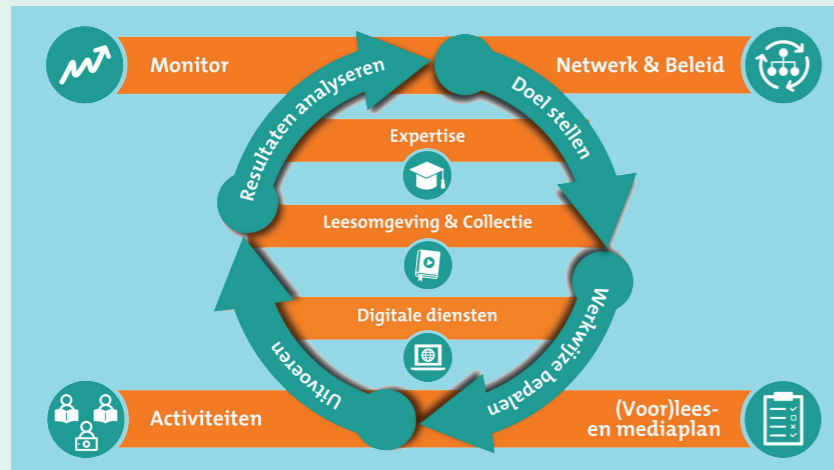 Monitor
Netwerk & Beleid
Resultaten analyseren
Doel stellen
Expertise
Leesomgeving & Collectie
Digitale diensten
Werkwijze bepalen
Uitvoeren
Activiteiten
(Voor)lees-
en mediaplan